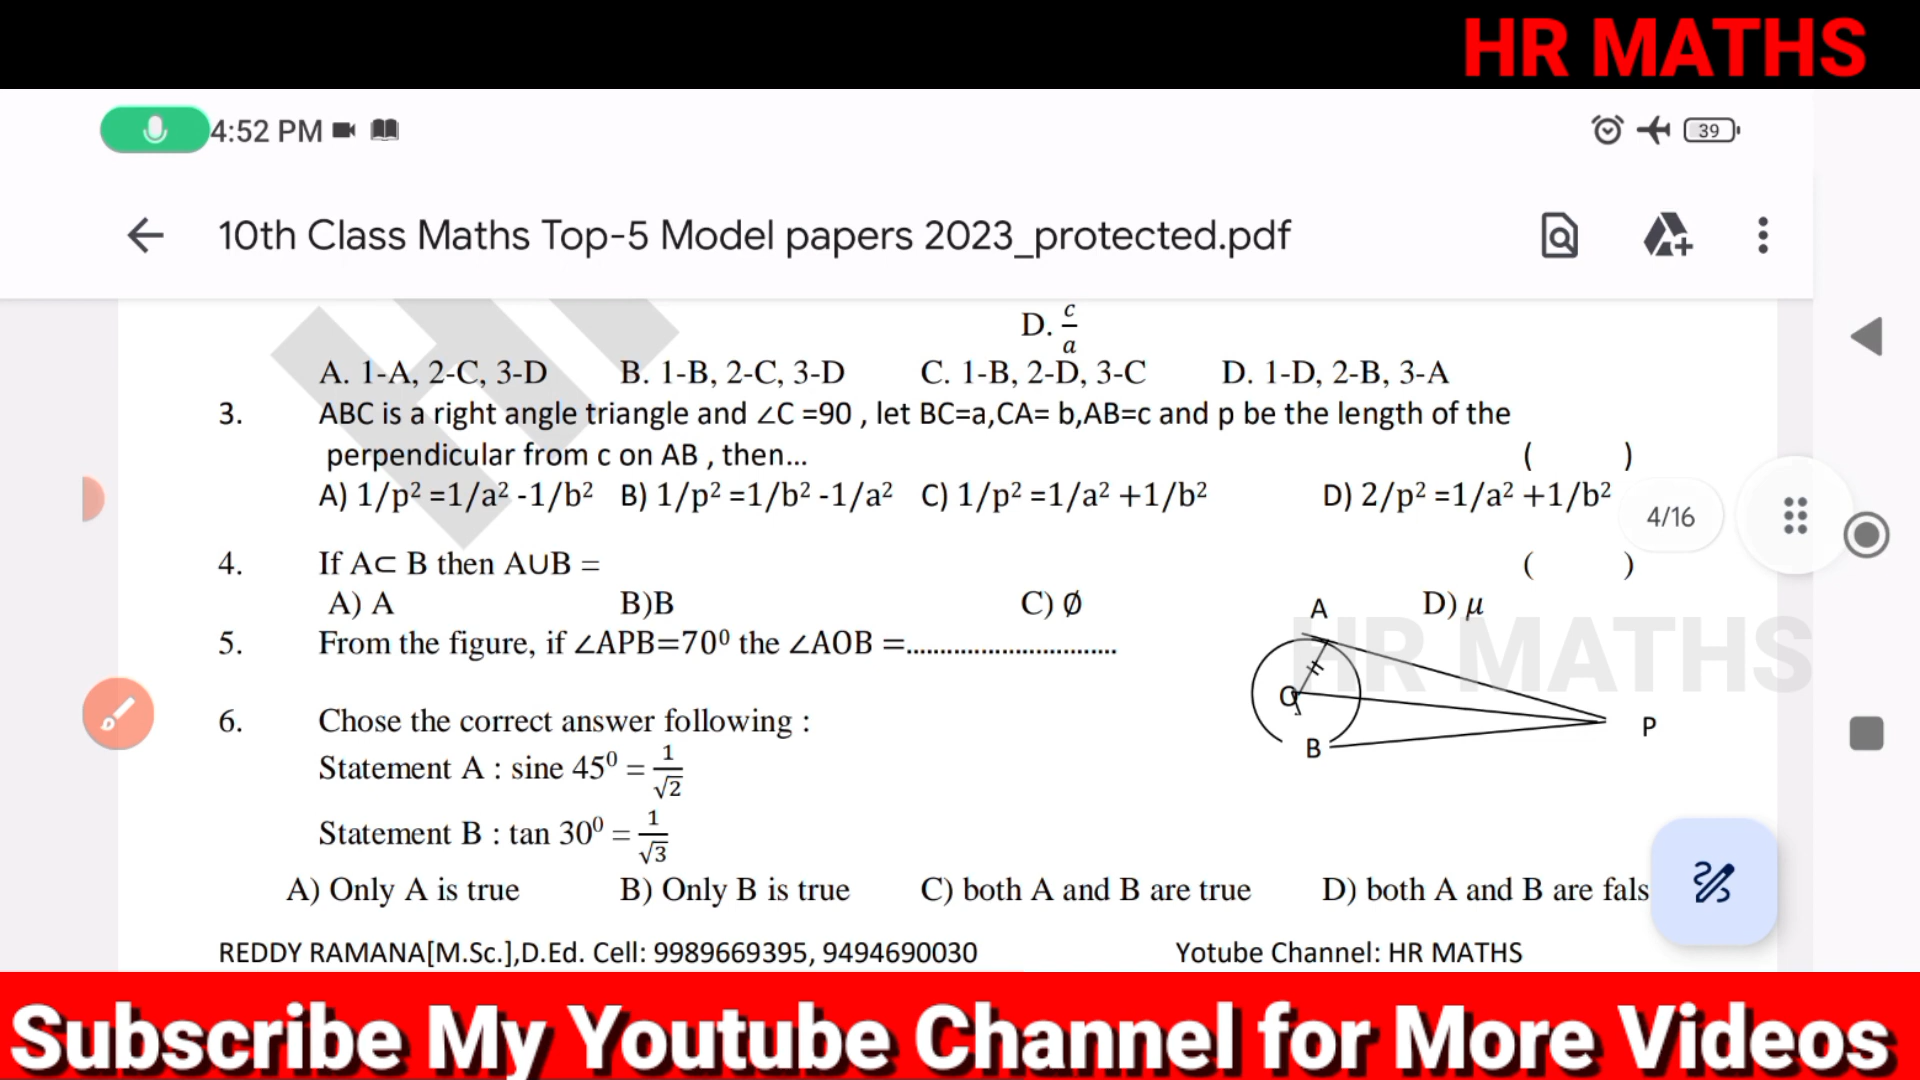 HR MATHS
4:52 PM
39
10th Class Maths Top-5 Model papers 2023_protected.pdf
D. c/a
A. 1-A, 2-C, 3-D B. 1-B, 2-C, 3-D C. 1-B, 2-D, 3-C D. 1-D, 2-B, 3-A
3. ABC is a right angle triangle and ∠C =90 , let BC=a,CA= b,AB=c and p be the length of the
perpendicular from c on AB , then... ( )
A) 1/p² =1/a² -1/b² B) 1/p² =1/b² -1/a² C) 1/p² =1/a² +1/b² D) 2/p² =1/a² +1/b²
4/16
4. If A⊂ B then A∪B = ( )
A) A B)B C) ∅ D) μ
5. From the figure, if ∠APB=70⁰ the ∠AOB =...............................
A
O
B
P
HR MATHS
6. Chose the correct answer following :
Statement A : sine 45⁰ = 1/√2
Statement B : tan 30⁰ = 1/√3
A) Only A is true B) Only B is true C) both A and B are true D) both A and B are fals
REDDY RAMANA[M.Sc.],D.Ed. Cell: 9989669395, 9494690030 Yotube Channel: HR MATHS
Subscribe My Youtube Channel for More Videos